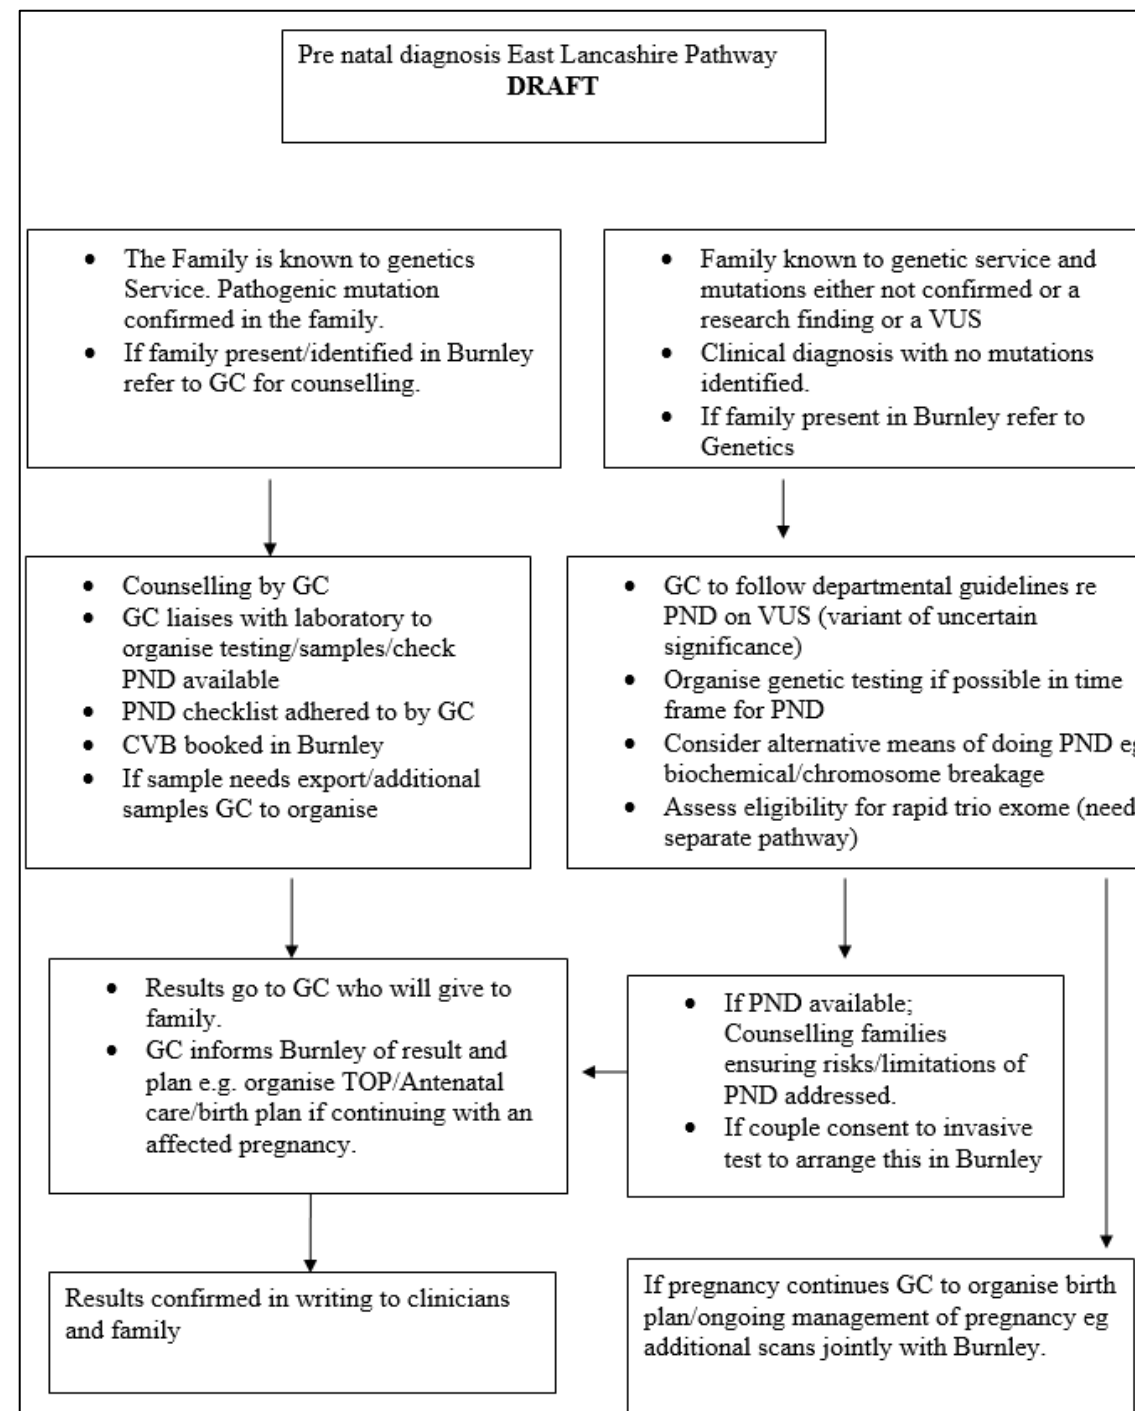 Pre natal diagnosis East Lancashire Pathway
DRAFT
• The Family is known to genetics
Service. Pathogenic mutation
confirmed in the family.
• If family present/identified in Burnley
refer to GC for counselling.
• Family known to genetic service and
mutations either not confirmed or a
research finding or a VUS
• Clinical diagnosis with no mutations
identified.
• If family present in Burnley refer to
Genetics
• Counselling by GC
• GC liaises with laboratory to
organise testing/samples/check
PND available
• PND checklist adhered to by GC
• CVB booked in Burnley
• If sample needs export/additional
samples GC to organise
• GC to follow departmental guidelines re
PND on VUS (variant of uncertain
significance)
• Organise genetic testing if possible in time
frame for PND
• Consider alternative means of doing PND eg
biochemical/chromosome breakage
• Assess eligibility for rapid trio exome (need
separate pathway)
• Results go to GC who will give to
family.
• GC informs Burnley of result and
plan e.g. organise TOP/Antenatal
care/birth plan if continuing with an
affected pregnancy.
• If PND available;
Counselling families
ensuring risks/limitations of
PND addressed.
• If couple consent to invasive
test to arrange this in Burnley
Results confirmed in writing to clinicians
and family
If pregnancy continues GC to organise birth
plan/ongoing management of pregnancy eg
additional scans jointly with Burnley.